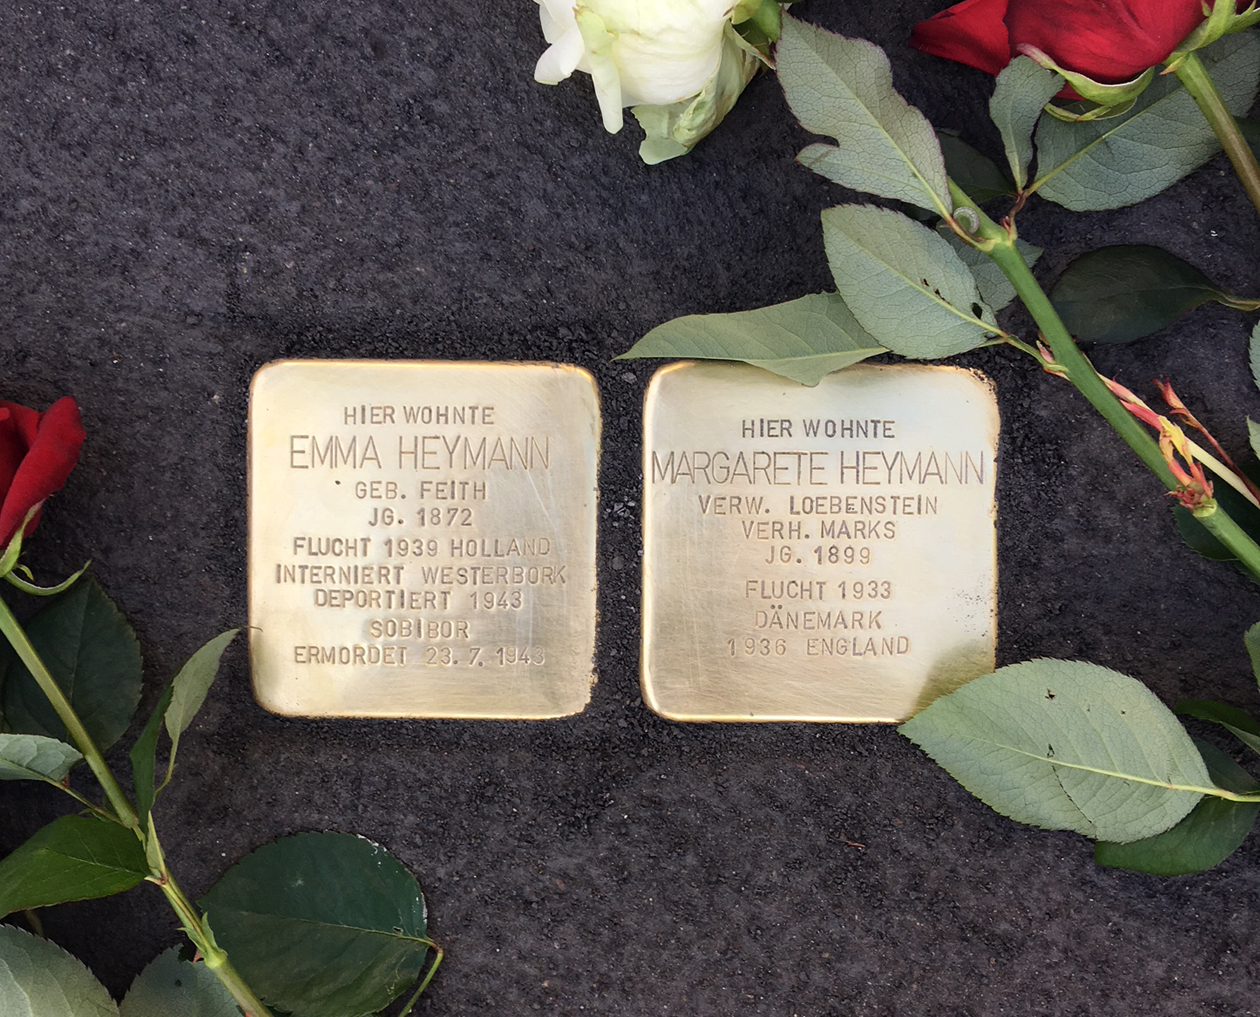 HIER WOHNTE
EMMA HEYMANN
GEB. FEITH
JG. 1872
FLUCHT 1939 HOLLAND
INTERNIERT WESTERBORK
DEPORTIERT 1943
SOBIBOR
ERMORDET 23.7. 1943
HIER WOHNTE
MARGARETE HEYMANN
VERW. LOEBENSTEIN
VERH. MARKS
JG. 1899
FLUCHT 1933
DÄNEMARK
1936 ENGLAND